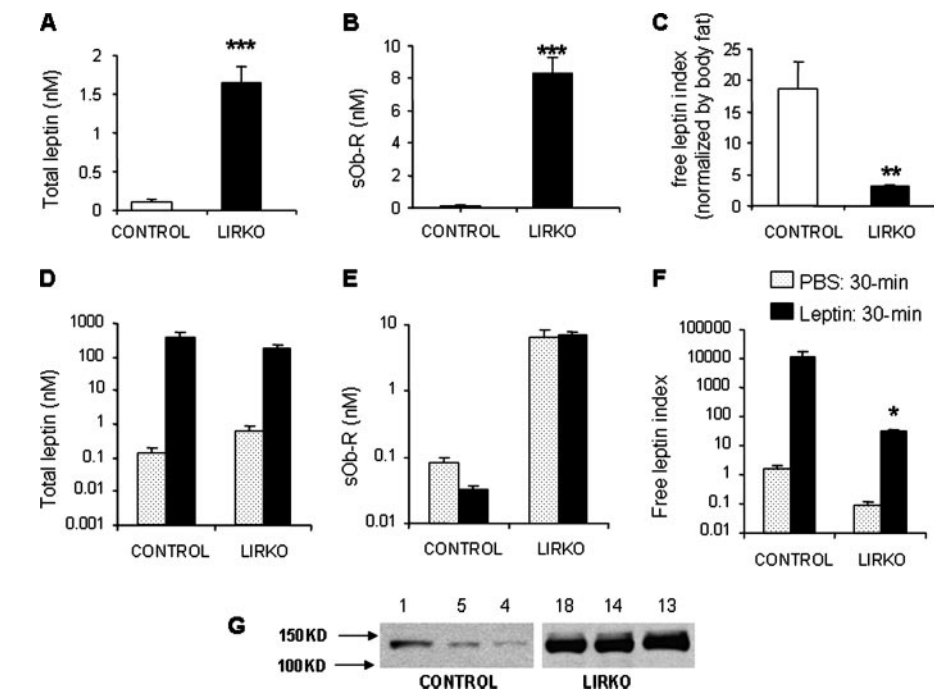 A
Total leptin (nM)
2
1.5
1
0.5
0
***
CONTROL LIRKO
B
sOb-R (nM)
10
8
6
4
2
0
***
CONTROL LIRKO
C
free leptin index
(normalized by body fat)
25
20
15
10
5
0
**
CONTROL LIRKO
D
Total leptin (nM)
1000
100
10
1
0.1
0.01
0.001
CONTROL LIRKO
E
sOb-R (nM)
10
1
0.1
0.01
CONTROL LIRKO
F
PBS: 30-min
Leptin: 30-min
Free leptin index
100000
10000
1000
100
10
1
0.1
0.01
*
CONTROL LIRKO
G
1 5 4 18 14 13
150KD
100KD
CONTROL LIRKO